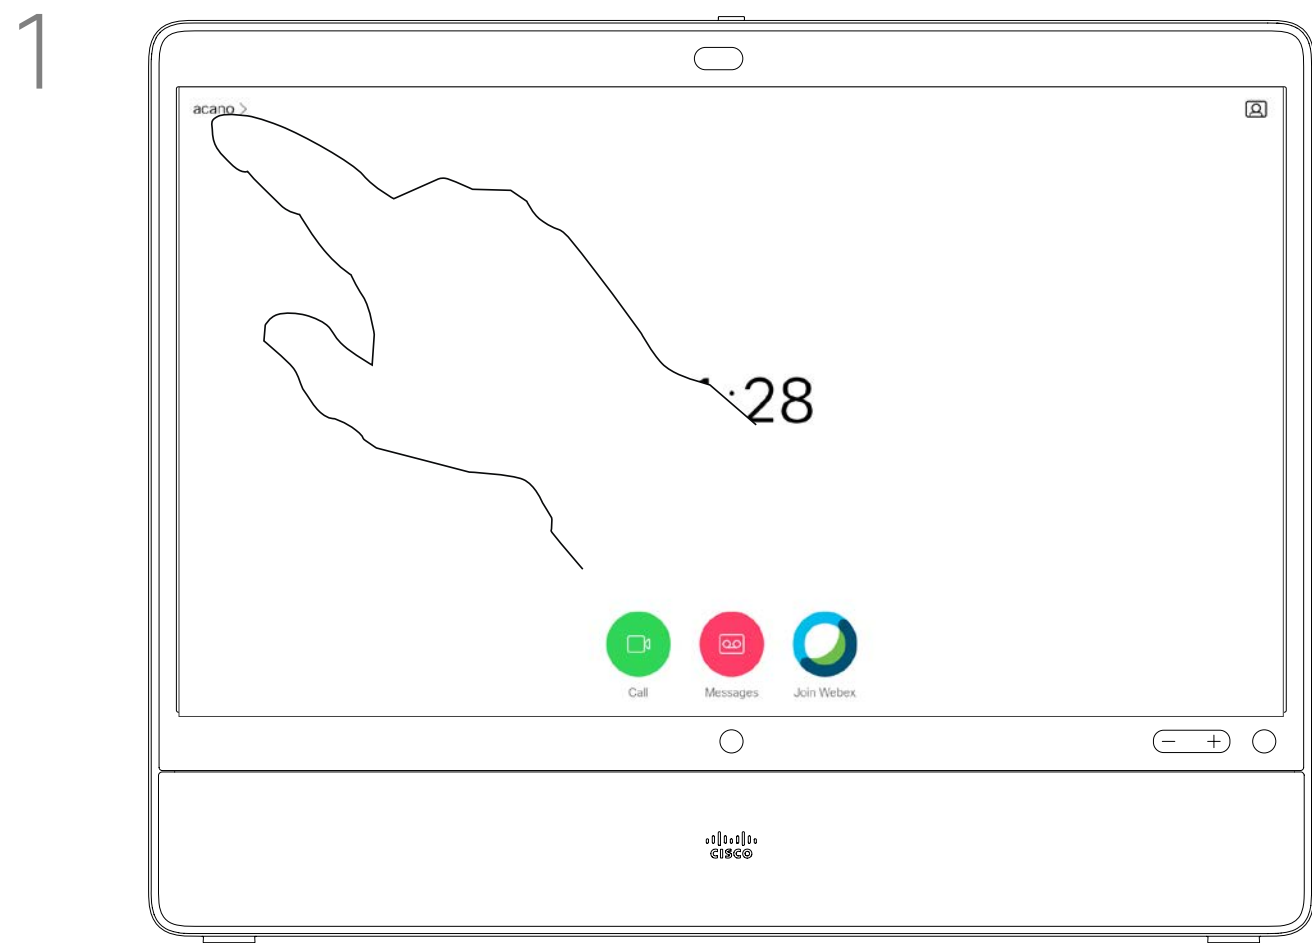 1
acano >
:28
Call
Messages
Join Webex
− +
CISCO